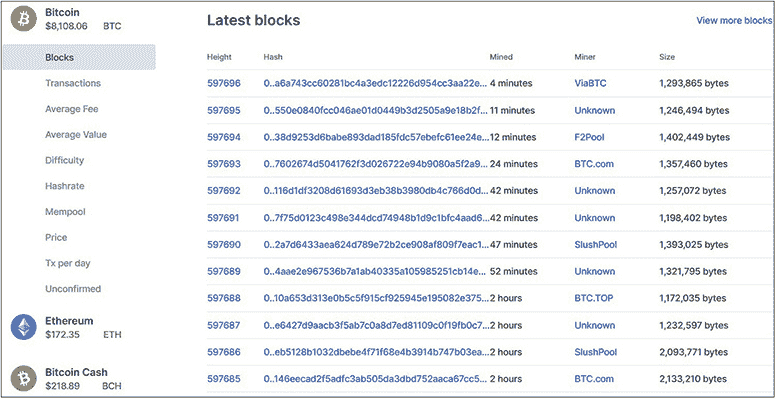 Bitcoin
$8,108.06 BTC
Blocks
Transactions
Average Fee
Average Value
Difficulty
Hashrate
Mempool
Price
Tx per day
Unconfirmed
Ethereum
$172.35 ETH
Bitcoin Cash
$218.89 BCH
Latest blocks
View more blocks
Height Hash Mined Miner Size
597696 0..a6a743cc60281bc4a3edc12226d954cc3aa22e... 4 minutes ViaBTC 1,293,865 bytes
597695 0..550e0840fcc046ae01d0449b3d2505a9e18b2f... 11 minutes Unknown 1,246,494 bytes
597694 0..38d9253d6babe893dad185fdc57ebefc61ee24e... 12 minutes F2Pool 1,402,449 bytes
597693 0..7602674d5041762f3d026722e94b9080a5f2a9... 24 minutes BTC.com 1,357,460 bytes
597692 0..116d1df3208d61693d3eb38b3980db4c766d0d... 42 minutes Unknown 1,257,072 bytes
597691 0..7f75d0123c498e344dcd74948b1d9c1bfc4aad6... 42 minutes Unknown 1,198,402 bytes
597690 0..2a7d6433aea624d789e72b2ce908af809f7eac1... 47 minutes SlushPool 1,393,025 bytes
597689 0..4aae2e967536b7a1ab40335a105985251cb14e... 52 minutes Unknown 1,321,795 bytes
597688 0..10a653d313e0b5c5f915cf925945e195082e375... 2 hours BTC.TOP 1,172,035 bytes
597687 0..e6427d9aacb3f5ab7c0a8d7ed81109c0f19fb0c7... 2 hours Unknown 1,232,597 bytes
597686 0..eb5128b1032dbebe4f71f68e4b3914b747b03ea... 2 hours SlushPool 2,093,771 bytes
597685 0..146eecad2f5adfc3ab505da3dbd752aaca67cc5... 2 hours BTC.com 2,133,210 bytes